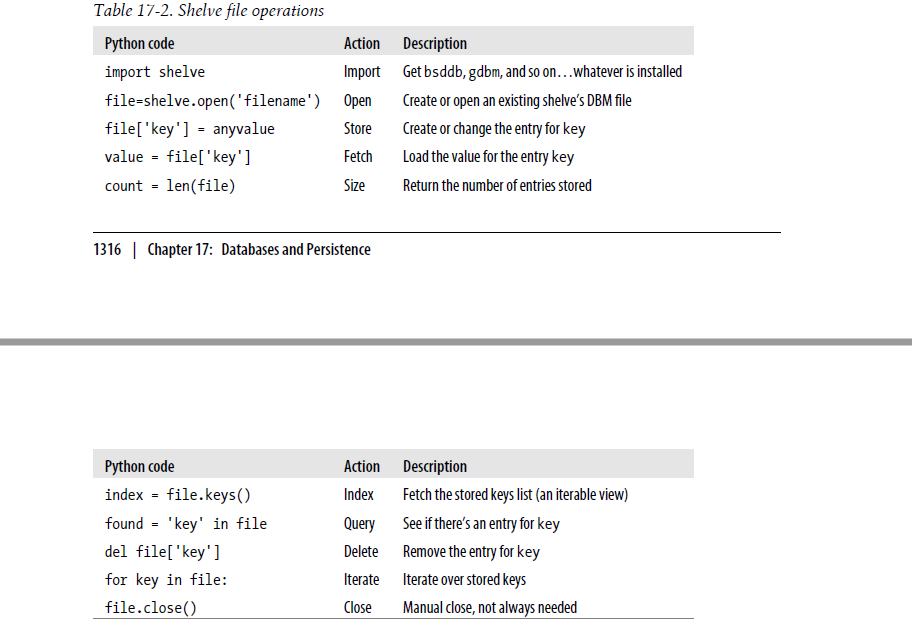 Table 17-2. Shelve file operations
Python code Action Description
import shelve Import Get bsddb, gdbm, and so on…whatever is installed
file=shelve.open('filename') Open Create or open an existing shelve's DBM file
file['key'] = anyvalue Store Create or change the entry for key
value = file['key'] Fetch Load the value for the entry key
count = len(file) Size Return the number of entries stored
1316 | Chapter 17: Databases and Persistence
Python code Action Description
index = file.keys() Index Fetch the stored keys list (an iterable view)
found = 'key' in file Query See if there's an entry for key
del file['key'] Delete Remove the entry for key
for key in file: Iterate Iterate over stored keys
file.close() Close Manual close, not always needed